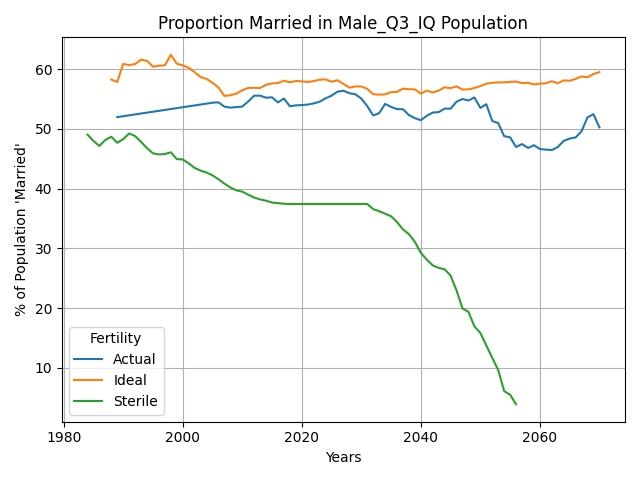 Proportion Married in Male_Q3_IQ Population
% of Population 'Married'
60
50
40
30
20
10
Fertility
Actual
Ideal
Sterile
1980
2000
2020
2040
2060
Years